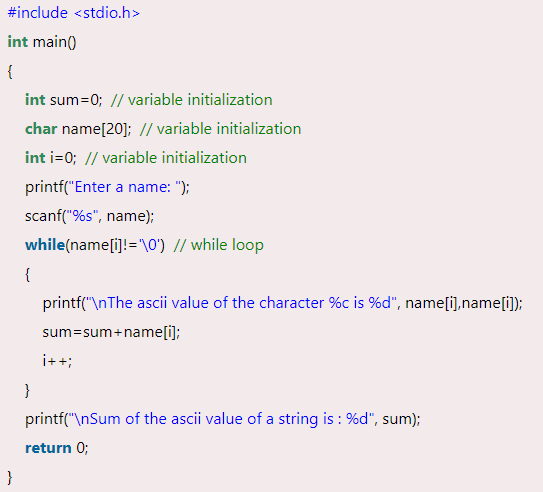 #include <stdio.h>
int main()
{
int sum=0; // variable initialization
char name[20]; // variable initialization
int i=0; // variable initialization
printf("Enter a name: ");
scanf("%s", name);
while(name[i]!='\0') // while loop
{
printf("\nThe ascii value of the character %c is %d", name[i],name[i]);
sum=sum+name[i];
i++;
}
printf("\nSum of the ascii value of a string is : %d", sum);
return 0;
}